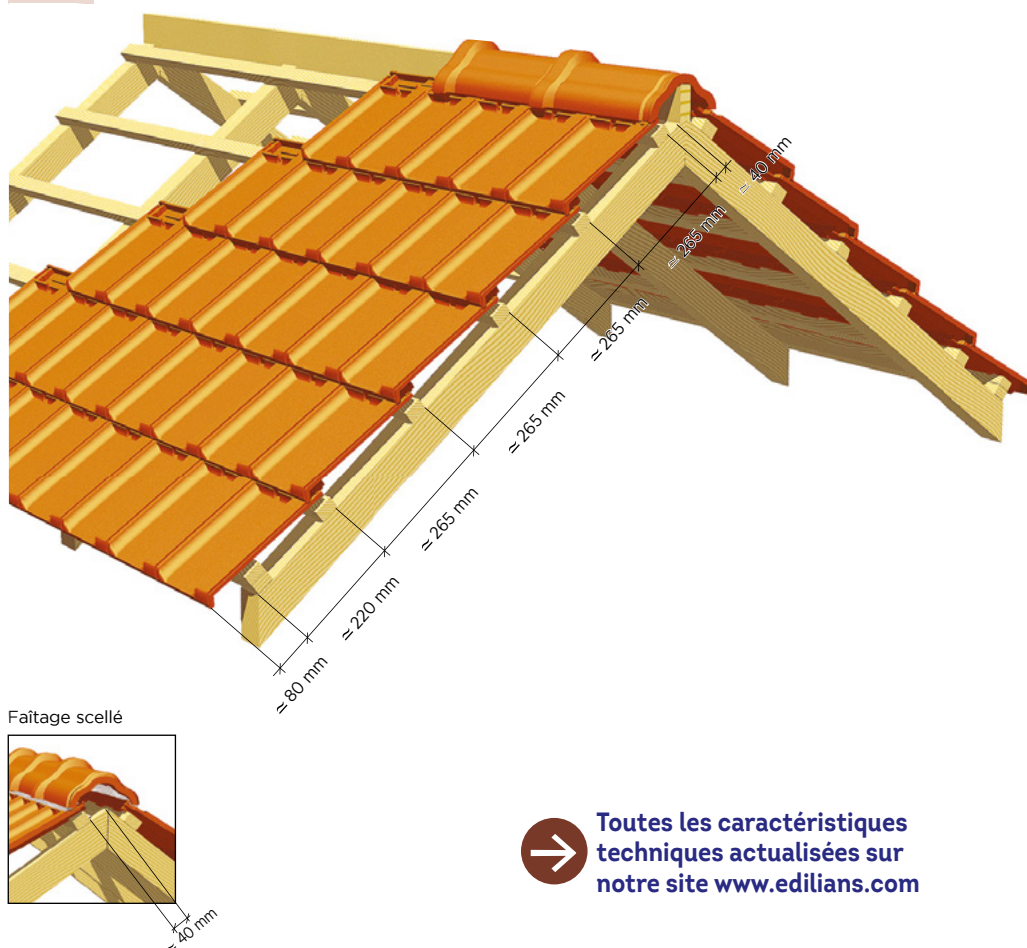 ≃ 40 mm
≃ 265 mm
≃ 265 mm
≃ 265 mm
≃ 265 mm
≃ 220 mm
≃ 80 mm
Faîtage scellé
≃ 40 mm
Toutes les caractéristiques
techniques actualisées sur
notre site www.edilians.com